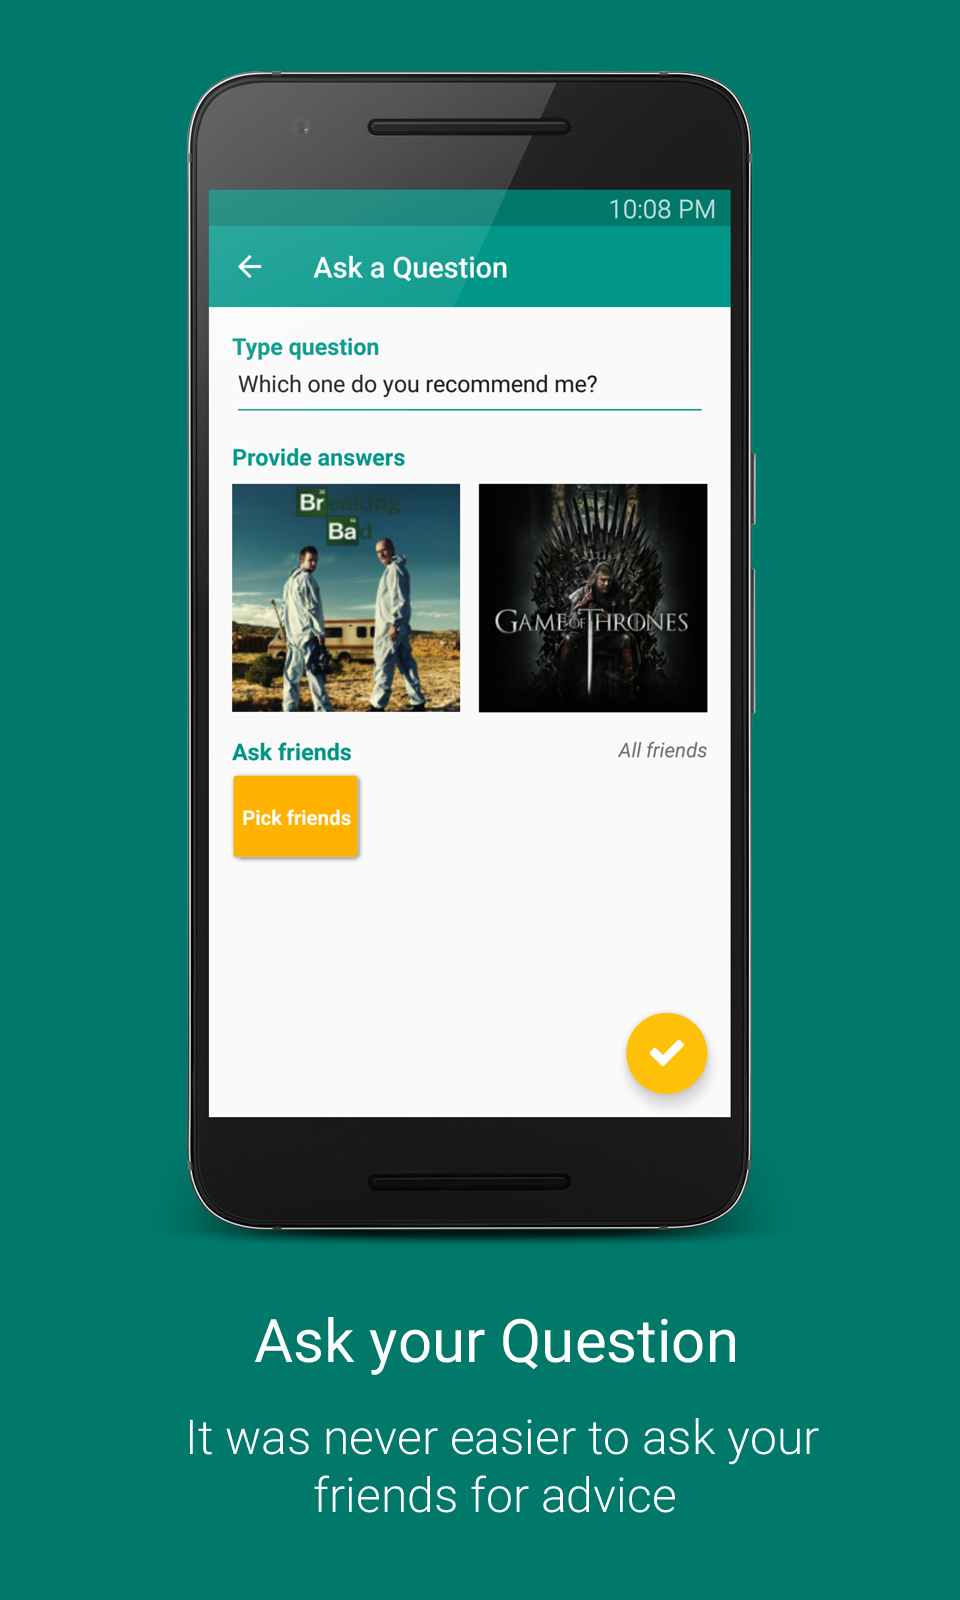 10:08 PM
Ask a Question
Type question
Which one do you recommend me?
Provide answers
Breaking
Bad
GAME OF THRONES
Ask friends
All friends
Pick friends
Ask your Question
It was never easier to ask your
friends for advice